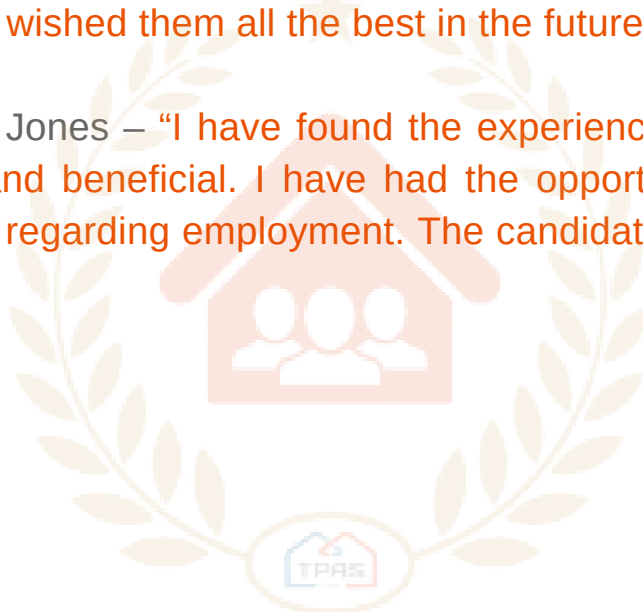 wished them all the best in the future
Jones – “I have found the experienc
nd beneficial. I have had the opport
regarding employment. The candidat
TPAS